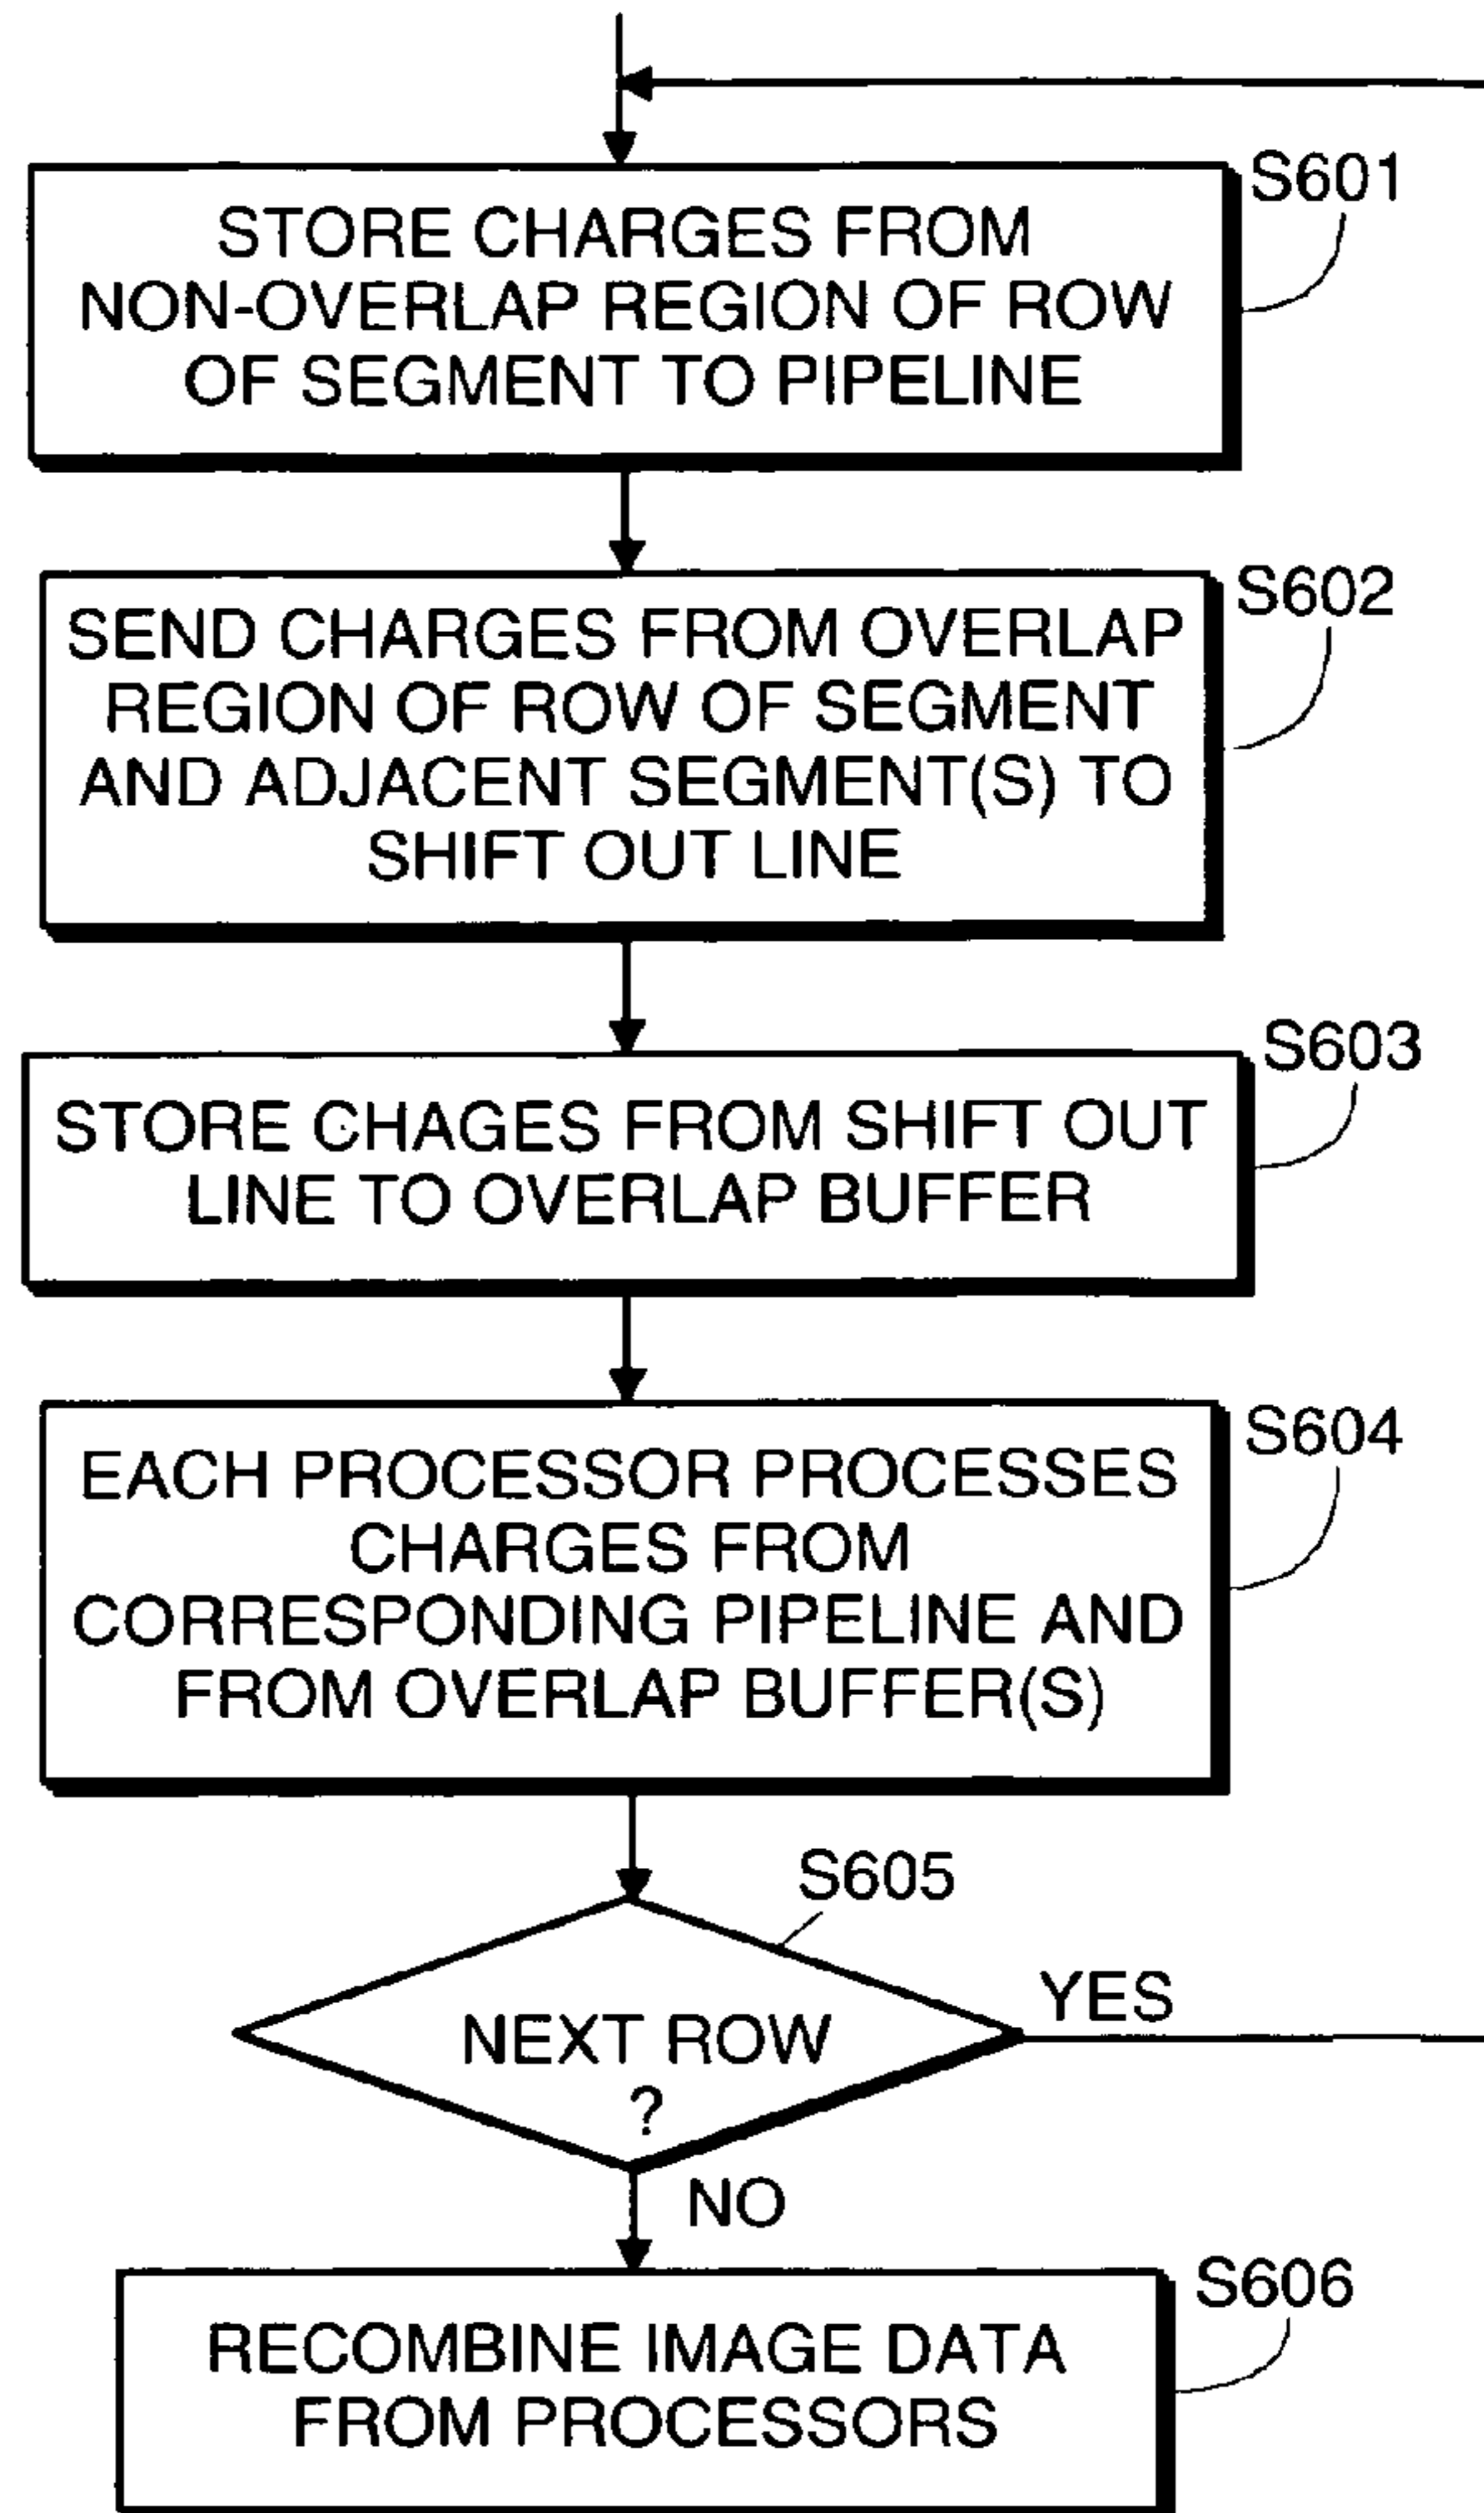 S601
STORE CHARGES FROM
NON-OVERLAP REGION OF ROW
OF SEGMENT TO PIPELINE
S602
SEND CHARGES FROM OVERLAP
REGION OF ROW OF SEGMENT
AND ADJACENT SEGMENT(S) TO
SHIFT OUT LINE
S603
STORE CHAGES FROM SHIFT OUT
LINE TO OVERLAP BUFFER
S604
EACH PROCESSOR PROCESSES
CHARGES FROM
CORRESPONDING PIPELINE AND
FROM OVERLAP BUFFER(S)
S605
NEXT ROW
?
YES
NO
S606
RECOMBINE IMAGE DATA
FROM PROCESSORS